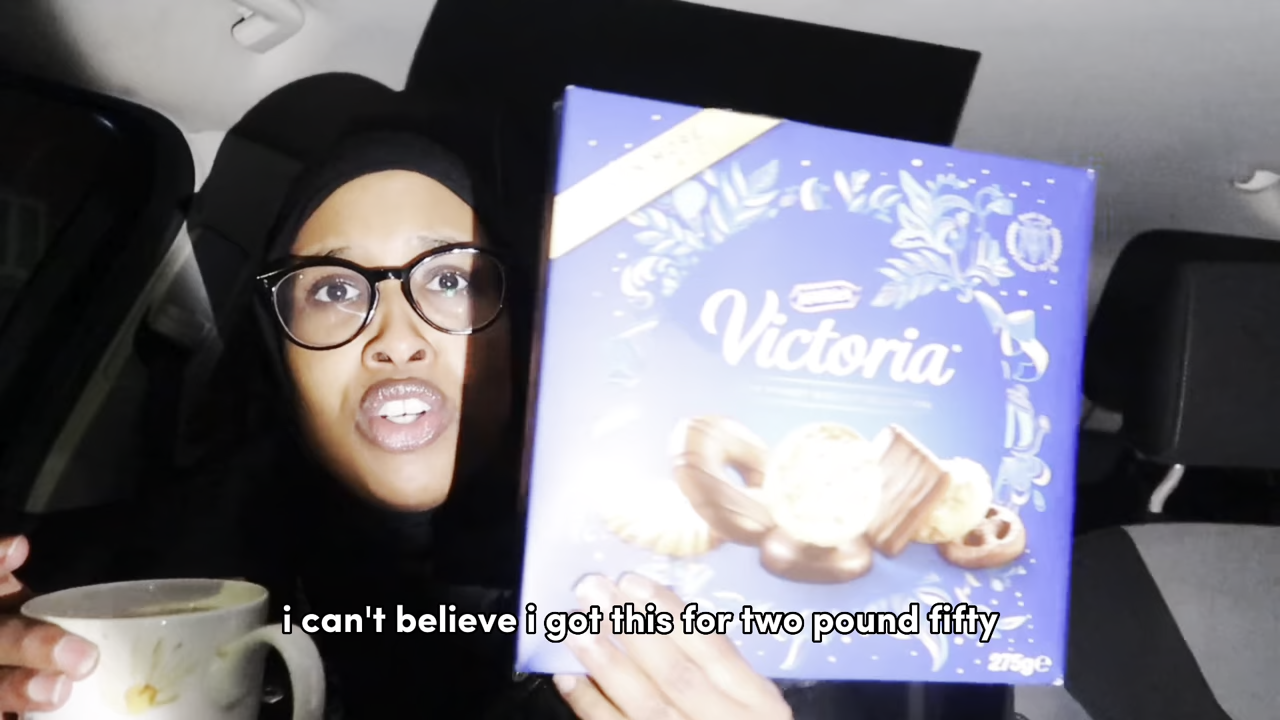 Victoria
i can't believe i got this for two pound fifty
275g℮